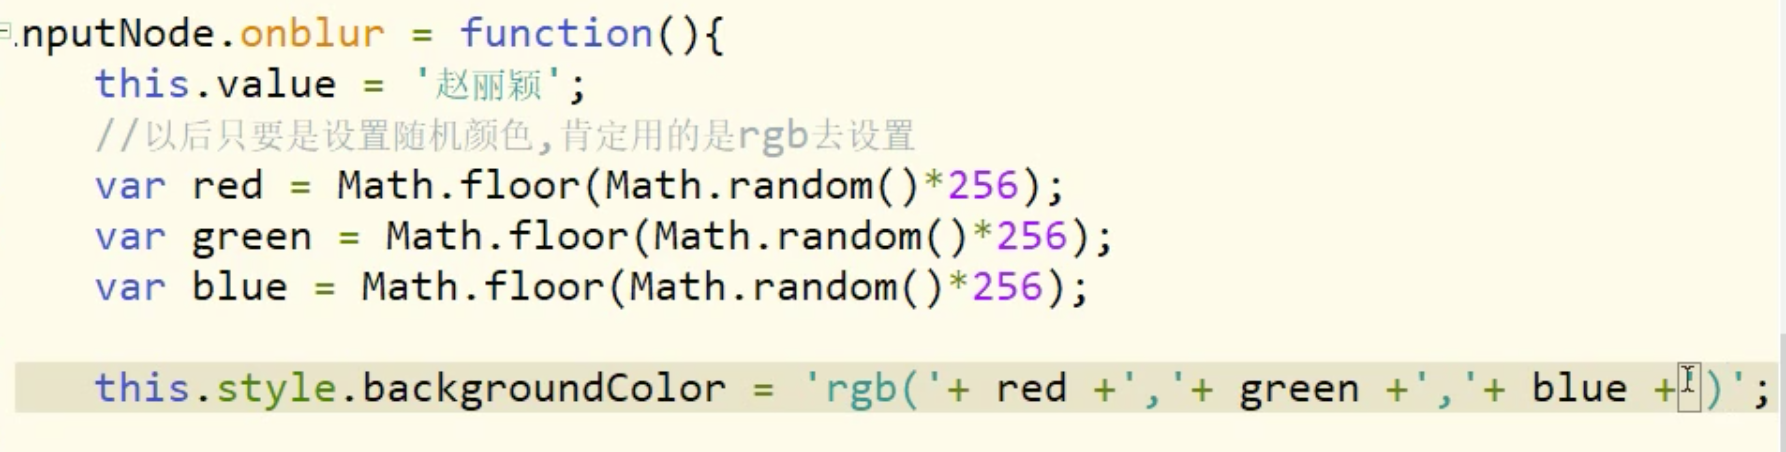 .nputNode.onblur = function(){
this.value = '赵丽颖';
//以后只要是设置随机颜色,肯定用的是rgb去设置
var red = Math.floor(Math.random()*256);
var green = Math.floor(Math.random()*256);
var blue = Math.floor(Math.random()*256);
this.style.backgroundColor = 'rgb('+ red +','+ green +','+ blue +')';